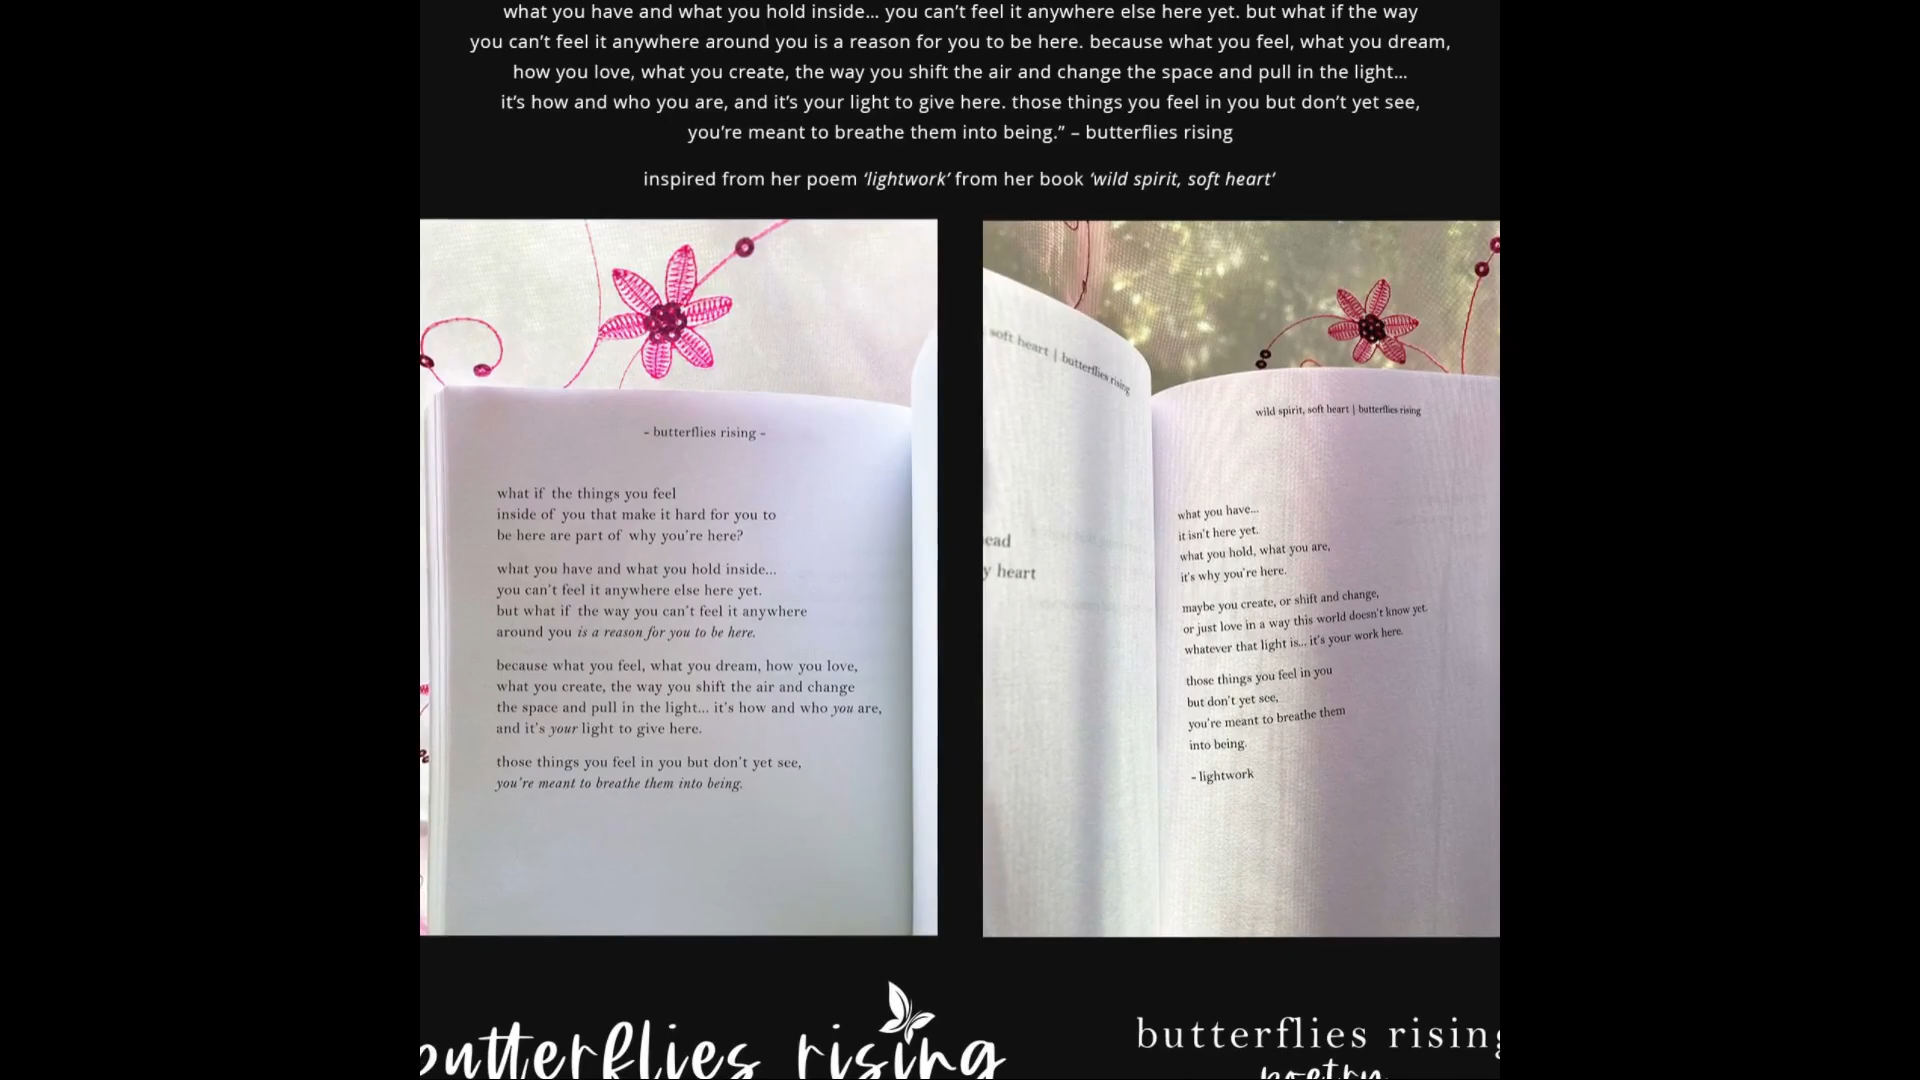 what you have and what you hold inside... you can't feel it anywhere else here yet. but what if the way
you can't feel it anywhere around you is a reason for you to be here. because what you feel, what you dream,
how you love, what you create, the way you shift the air and change the space and pull in the light...
it's how and who you are, and it's your light to give here. those things you feel in you but don't yet see,
you're meant to breathe them into being.” – butterflies rising
inspired from her poem ‘lightwork’ from her book ‘wild spirit, soft heart’
- butterflies rising -
what if the things you feel
inside of you that make it hard for you to
be here are part of why you're here?
what you have and what you hold inside...
you can't feel it anywhere else here yet.
but what if the way you can't feel it anywhere
around you is a reason for you to be here.
because what you feel, what you dream, how you love,
what you create, the way you shift the air and change
the space and pull in the light... it's how and who you are,
and it's your light to give here.
those things you feel in you but don't yet see,
you're meant to breathe them into being.
soft heart | butterflies rising
ead
y heart
wild spirit, soft heart | butterflies rising
what you have...
it isn't here yet.
what you hold, what you are,
it's why you're here.
maybe you create, or shift and change,
or just love in a way this world doesn't know yet.
whatever that light is... it's your work here.
those things you feel in you
but don't yet see,
you're meant to breathe them
into being.
- lightwork
butterflies rising
butterflies rising
poetry